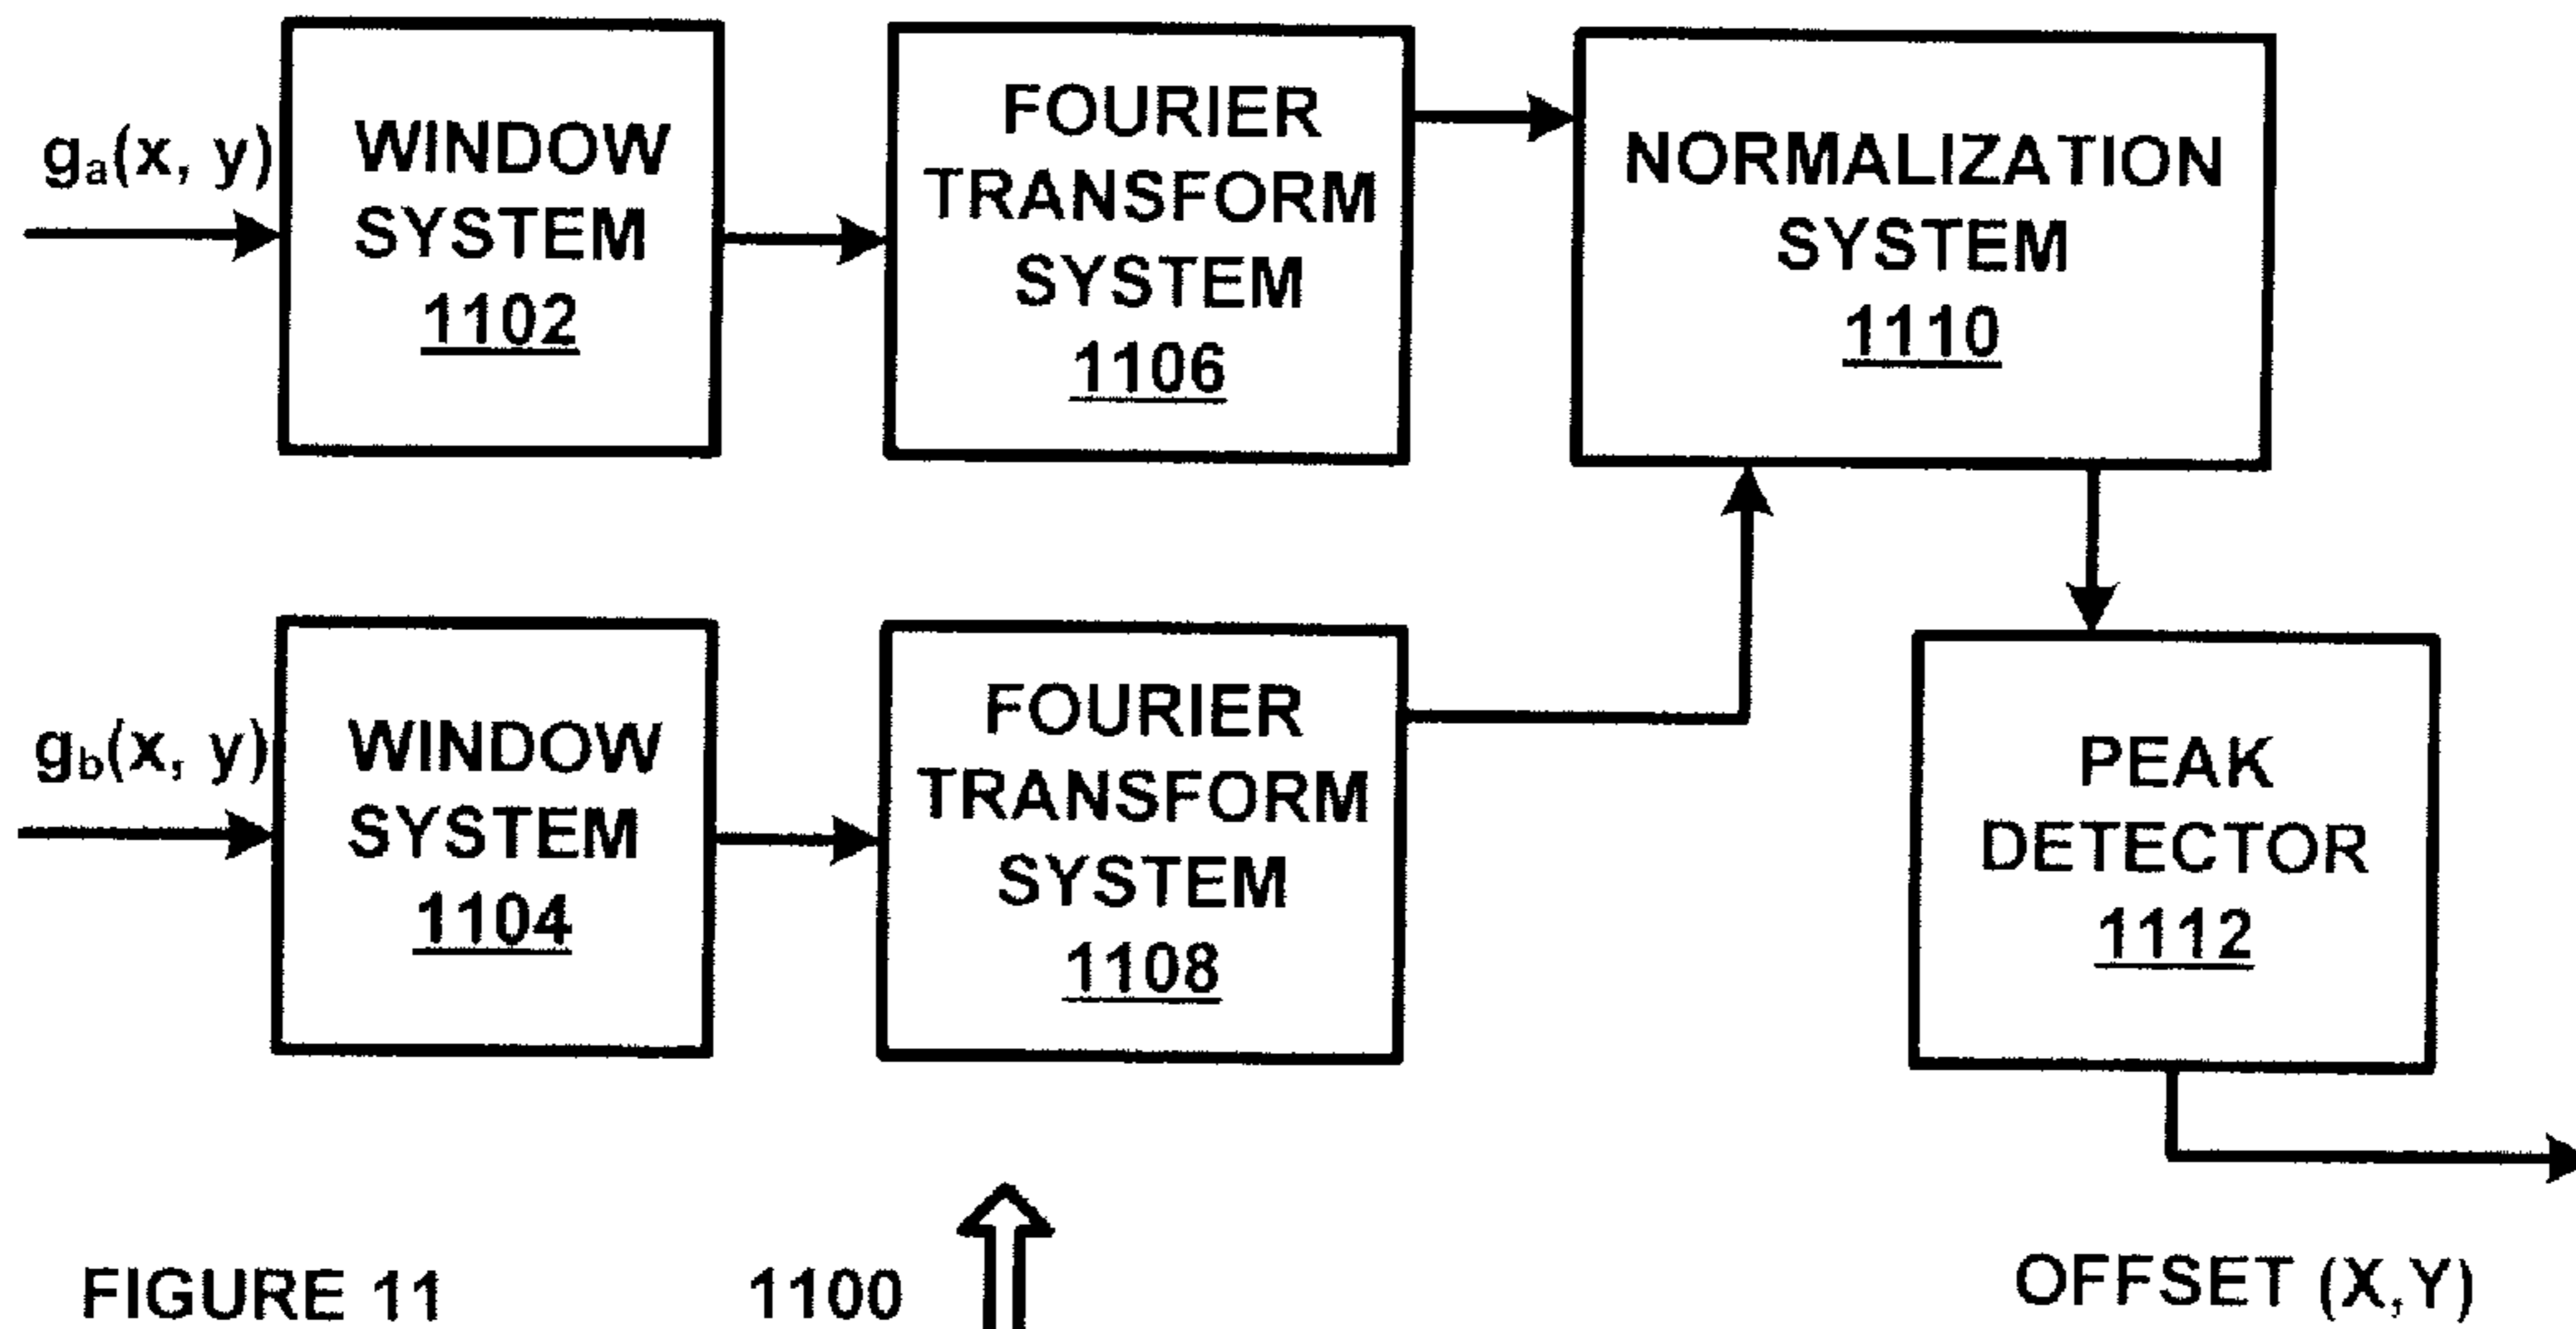 gₐ(x, y)
WINDOW
SYSTEM
1102
FOURIER
TRANSFORM
SYSTEM
1106
NORMALIZATION
SYSTEM
1110
g_b(x, y)
WINDOW
SYSTEM
1104
FOURIER
TRANSFORM
SYSTEM
1108
PEAK
DETECTOR
1112
FIGURE 11
1100
OFFSET (X,Y)